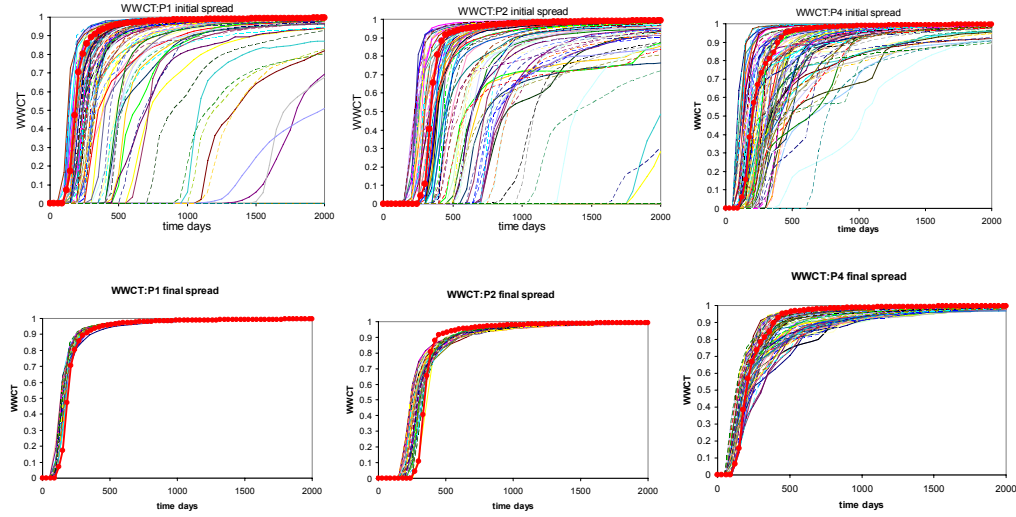 WWCT:P1 initial spread
WWCT:P2 initial spread
WWCT:P4 initial spread
WWCT
1
0.9
0.8
0.7
0.6
0.5
0.4
0.3
0.2
0.1
0
0 500 1000 1500 2000
time days
WWCT
1
0.9
0.8
0.7
0.6
0.5
0.4
0.3
0.2
0.1
0
0 500 1000 1500 2000
time days
WWCT
1
0.9
0.8
0.7
0.6
0.5
0.4
0.3
0.2
0.1
0
0 500 1000 1500 2000
time days
WWCT:P1 final spread
WWCT:P2 final spread
WWCT:P4 final spread
WWCT
1
0.9
0.8
0.7
0.6
0.5
0.4
0.3
0.2
0.1
0
0 500 1000 1500 2000
time days
WWCT
1
0.9
0.8
0.7
0.6
0.5
0.4
0.3
0.2
0.1
0
0 500 1000 1500 2000
time days
WWCT
1
0.9
0.8
0.7
0.6
0.5
0.4
0.3
0.2
0.1
0
0 500 1000 1500 2000
time days